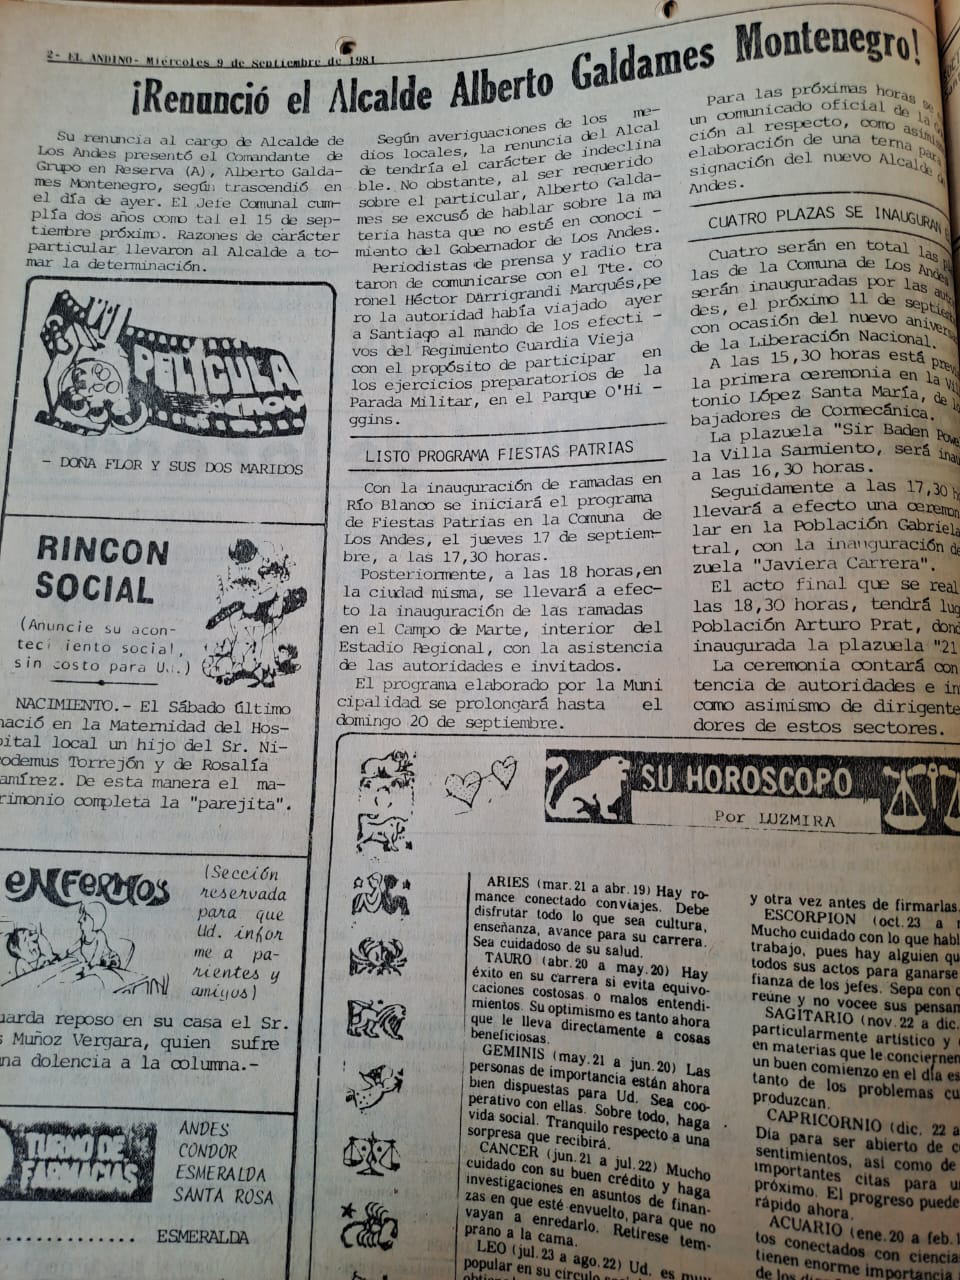 2- EL ANDINO- Miércoles 9 de Septiembre de 1981
¡Renunció el Alcalde Alberto Galdames Montenegro!
Su renuncia al cargo de Alcalde de
Los Andes presentó el Comandante de
Grupo en Reserva (A), Alberto Galda-
mes Montenegro, según trascendió en
el día de ayer. El Jefe Comunal cum-
plía dos años como tal el 15 de sep-
tiembre próximo. Razones de carácter
particular llevaron al Alcalde a to-
mar la determinación.
PELICULA
- DOÑA FLOR Y SUS DOS MARIDOS
RINCON
SOCIAL
(Anuncie su acon-
teci iento social,
sin costo para Ud.)
NACIMIENTO.- El Sábado último
nació en la Maternidad del Hos-
pital local un hijo del Sr. Ni-
codemus Torrejón y de Rosalía
Ramírez. De esta manera el ma-
trimonio completa la "parejita".
eNFeRMOS
(Sección
reservada
para que
Ud. infor
me a pa-
rientes y
amigos)
reposo en su casa el Sr.
Muñoz Vergara, quien sufre
una dolencia a la columna.-
TURNO DE
FARMACIAS
ANDES
CONDOR
ESMERALDA
SANTA ROSA
.............. ESMERALDA
Según averiguaciones de los me-
dios locales, la renuncia del Alcal
de tendría el carácter de indeclina
ble. No obstante, al ser requerido
sobre el particular, Alberto Galda-
mes se excusó de hablar sobre la ma
teria hasta que no esté en conoci -
miento del Gobernador de Los Andes.
Periodistas de prensa y radio tra
taron de comunicarse con el Tte. co
ronel Héctor Darrigrandi Marqués,pe
ro la autoridad había viajado ayer
a Santiago al mando de los efecti -
vos del Regimiento Guardia Vieja
con el propósito de participar en
los ejercicios preparatorios de la
Parada Militar, en el Parque O'Hi -
ggins.
LISTO PROGRAMA FIESTAS PATRIAS
Con la inauguración de ramadas en
Río Blanco se iniciará el programa
de Fiestas Patrias en la Comuna de
Los Andes, el jueves 17 de septiem-
bre, a las 17,30 horas.
Posteriormente, a las 18 horas,en
la ciudad misma, se llevará a efec-
to la inauguración de las ramadas
en el Campo de Marte, interior del
Estadio Regional, con la asistencia
de las autoridades e invitados.
El programa elaborado por la Muni
cipalidad se prolongará hasta el
domingo 20 de septiembre.
Para las próximas horas se
un comunicado oficial de la
ción al respecto, como
elaboración de una terna para
signación del nuevo Alcalde
Andes.
CUATRO PLAZAS SE INAUGURAN
Cuatro serán en total las
las de la Comuna de Los Andes
serán inauguradas por las
des, el próximo 11 de
con ocasión del nuevo
de la Liberación Nacional.
A las 15,30 horas está
la primera ceremonia en la
tonio López Santa María, de
bajadores de Cormecánica.
La plazuela "Sir Baden
la Villa Sarmiento, será
a las 16,30 horas.
Seguidamente a las 17,30
llevará a efecto una
lar en la Población Gabriela
tral, con la inauguración de
zuela "Javiera Carrera".
El acto final que se
las 18,30 horas, tendrá
Población Arturo Prat,
inaugurada la plazuela "21
La ceremonia contará con
tencia de autoridades e
como asimismo de
dores de estos sectores.
SU HOROSCOPO
Por LUZMIRA
ARIES (mar. 21 a abr. 19) Hay ro-
mance conectado con viajes. Debe
disfrutar todo lo que sea cultura,
enseñanza, avance para su carrera.
Sea cuidadoso de su salud.
TAURO (abr. 20 a may. 20) Hay
éxito en su carrera si evita equivo-
caciones costosas o malos entendi-
mientos. Su optimismo es tanto ahora
que le lleva directamente a cosas
beneficiosas.
GEMINIS (may. 21 a jun. 20) Las
personas de importancia están ahora
bien dispuestas para Ud. Sea coo-
perativo con ellas. Sobre todo, haga
vida social. Tranquilo respecto a una
sorpresa que recibirá.
CANCER (jun. 21 a jul. 22) Mucho
cuidado con su buen crédito y haga
investigaciones en asuntos de finan-
zas en que esté envuelto, para que no
vayan a enredarlo. Retírese tem-
prano a la cama.
LEO (jul. 23 a ago. 22) Ud. es muy
popular en su círculo
y otra vez antes de firmarlas.
ESCORPION (oct. 23 a
Mucho cuidado con lo que
trabajo, pues hay alguien
todos sus actos para ganarse
fianza de los jefes. Sepa con
reúne y no vocee sus
SAGITARIO (nov. 22 a dic.
particularmente artístico y
en materias que le conciernen
un buen comienzo en el día
tanto de los problemas
produzcan.
CAPRICORNIO (dic. 22 a
Día para ser abierto de
sentimientos, así como de
importantes citas para
próximo. El progreso puede
rápido ahora.
ACUARIO (ene. 20 a feb.
tos conectados con
tienen enorme importancia